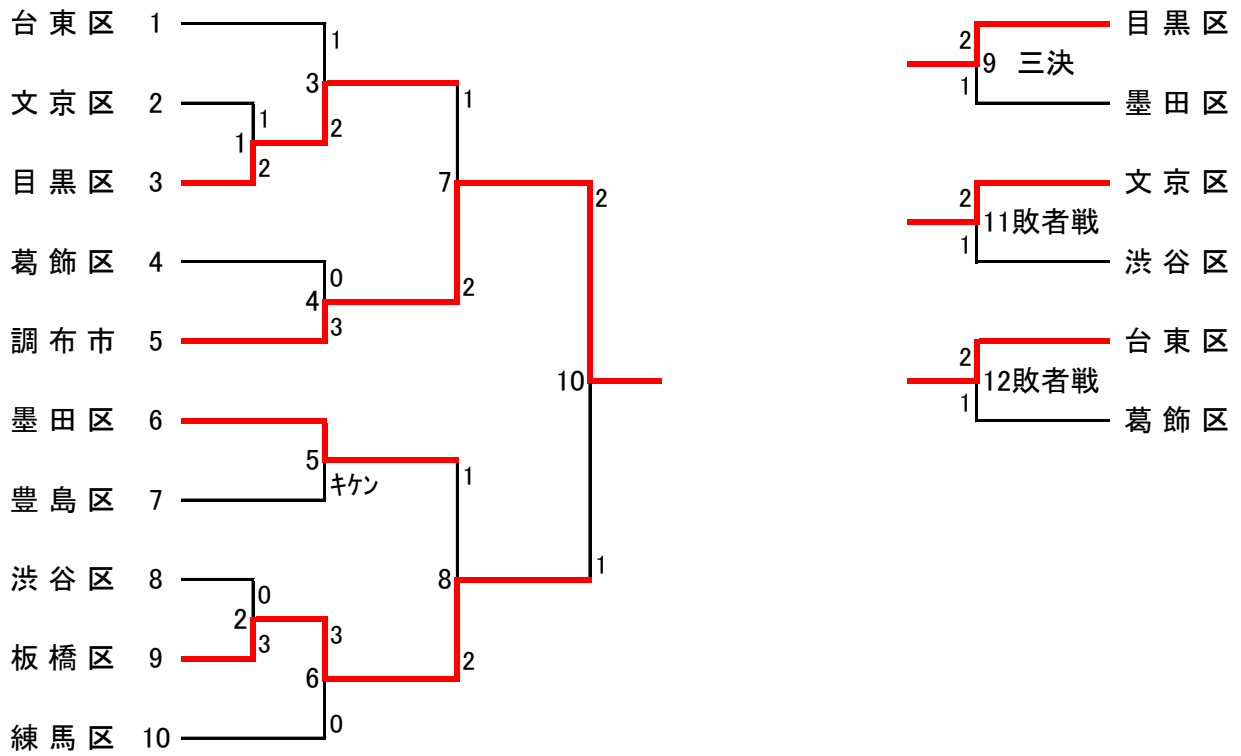 台東区 1
1
3
文京区 2
1
1
2
目黒区 3
2
1
7
2
葛飾区 4
0
4
3
2
調布市 5
10
墨田区 6
5
キケン
1
豊島区 7
渋谷区 8
0
2
3
8
1
板橋区 9
3
6
2
0
練馬区 10
目黒区
2
9 三決
1
墨田区
文京区
2
11敗者戦
1
渋谷区
台東区
2
12敗者戦
1
葛飾区